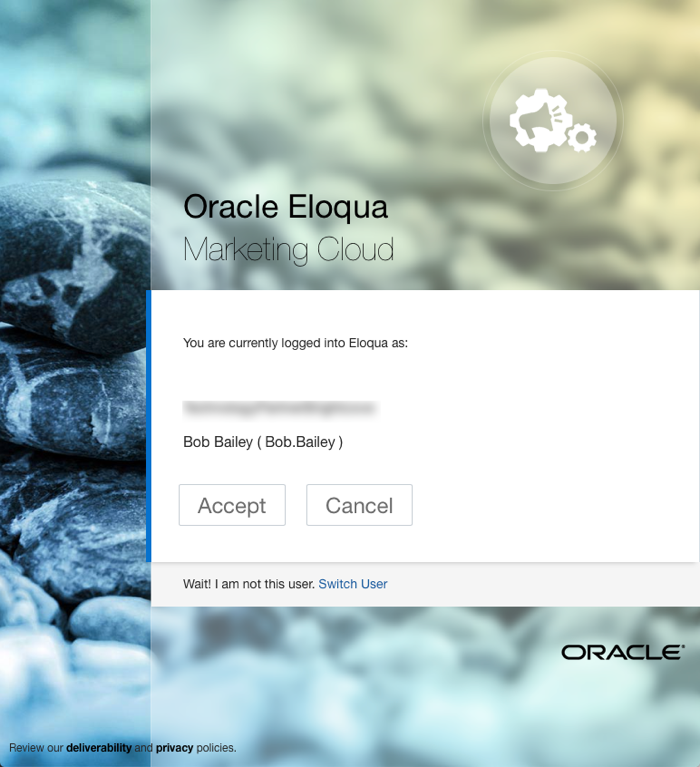 Oracle Eloqua
Marketing Cloud
You are currently logged into Eloqua as:
Bob Bailey ( Bob.Bailey )
Accept Cancel
Wait! I am not this user. Switch User
ORACLE
Review our deliverability and privacy policies.